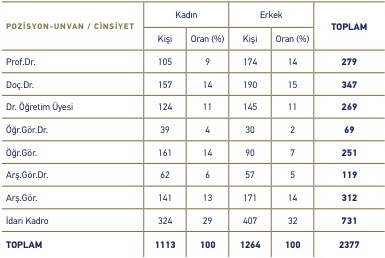 POZİSYON-UNVAN / CİNSİYET Kadın Erkek TOPLAM
Kişi Oran (%) Kişi Oran (%)
Prof.Dr. 105 9 174 14 279
Doç.Dr. 157 14 190 15 347
Dr. Öğretim Üyesi 124 11 145 11 269
Öğr.Gör.Dr. 39 4 30 2 69
Öğr.Gör. 161 14 90 7 251
Arş.Gör.Dr. 62 6 57 5 119
Arş.Gör. 141 13 171 14 312
İdari Kadro 324 29 407 32 731
TOPLAM 1113 100 1264 100 2377